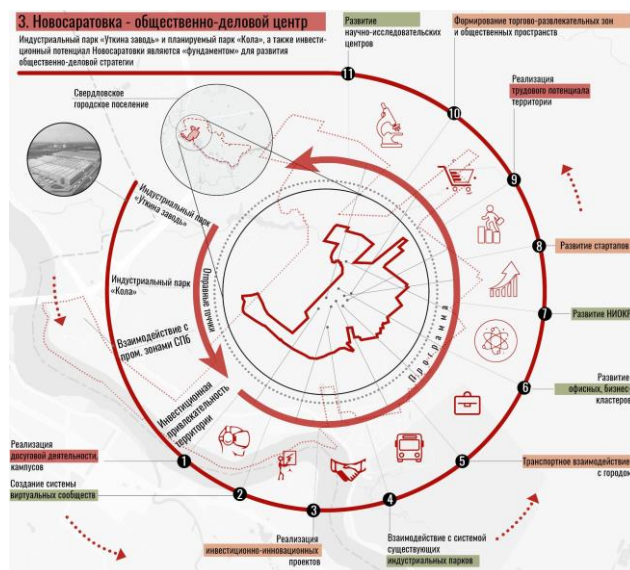 3. Новосаратовка - общественно-деловой центр
Индустриальный парк «Уткина заводь» и планируемый парк «Кола», а также инвести-
ционный потенциал Новосаратовки являются «фундаментом» для развития
общественно-деловой стратегии
Развитие
научно-исследовательских
центров
Формирование торгово-развлекательных зон
и общественных пространств
Свердловское
городское поселение
Реализация
трудового потенциала
территории
11
10
9
8
7
6
5
4
3
2
1
Развитие стартапов
Развитие НИОКР
Развитие
офисных, бизнес-
кластеров
Транспортное взаимодействие
с городом
Взаимодействие с системой
существующих
индустриальных парков
Реализация
инвестиционно-инновационных
проектов
Создание системы
виртуальных сообществ
Реализация
досуговой деятельности,
кампусов
Индустриальный парк
«Уткина заводь»
Индустриальный парк
«Кола»
Взаимодействие с
пром. зонами СПБ
Инвестиционная
привлекательность
территории
Отправные точки
Программа